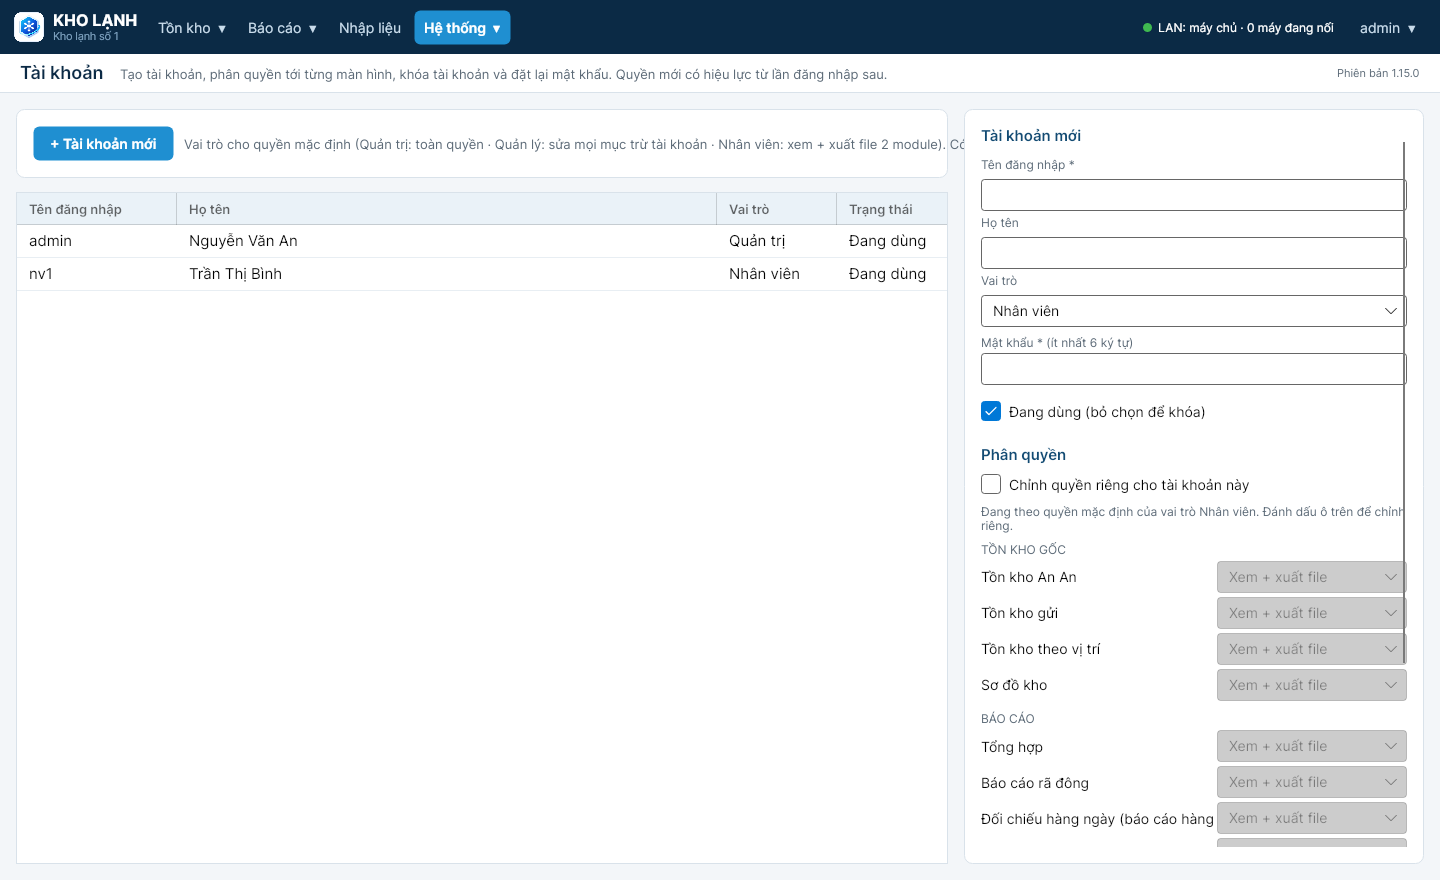 KHO LẠNH
Kho lạnh số 1
Tồn kho ▾
Báo cáo ▾
Nhập liệu
Hệ thống ▾
LAN: máy chủ · 0 máy đang nối
admin ▾
Tài khoản
Tạo tài khoản, phân quyền tới từng màn hình, khóa tài khoản và đặt lại mật khẩu. Quyền mới có hiệu lực từ lần đăng nhập sau.
Phiên bản 1.15.0
+ Tài khoản mới
Vai trò cho quyền mặc định (Quản trị: toàn quyền · Quản lý: sửa mọi mục trừ tài khoản · Nhân viên: xem + xuất file 2 module). Có
Tên đăng nhập
Họ tên
Vai trò
Trạng thái
admin
Nguyễn Văn An
Quản trị
Đang dùng
nv1
Trần Thị Bình
Nhân viên
Đang dùng
Tài khoản mới
Tên đăng nhập *
Họ tên
Vai trò
Nhân viên
Mật khẩu * (ít nhất 6 ký tự)
Đang dùng (bỏ chọn để khóa)
Phân quyền
Chỉnh quyền riêng cho tài khoản này
Đang theo quyền mặc định của vai trò Nhân viên. Đánh dấu ô trên để chỉnh
riêng.
TỒN KHO GỐC
Tồn kho An An
Xem + xuất file
Tồn kho gửi
Xem + xuất file
Tồn kho theo vị trí
Xem + xuất file
Sơ đồ kho
Xem + xuất file
BÁO CÁO
Tổng hợp
Xem + xuất file
Báo cáo rã đông
Xem + xuất file
Đối chiếu hàng ngày (báo cáo hàng
Xem + xuất file